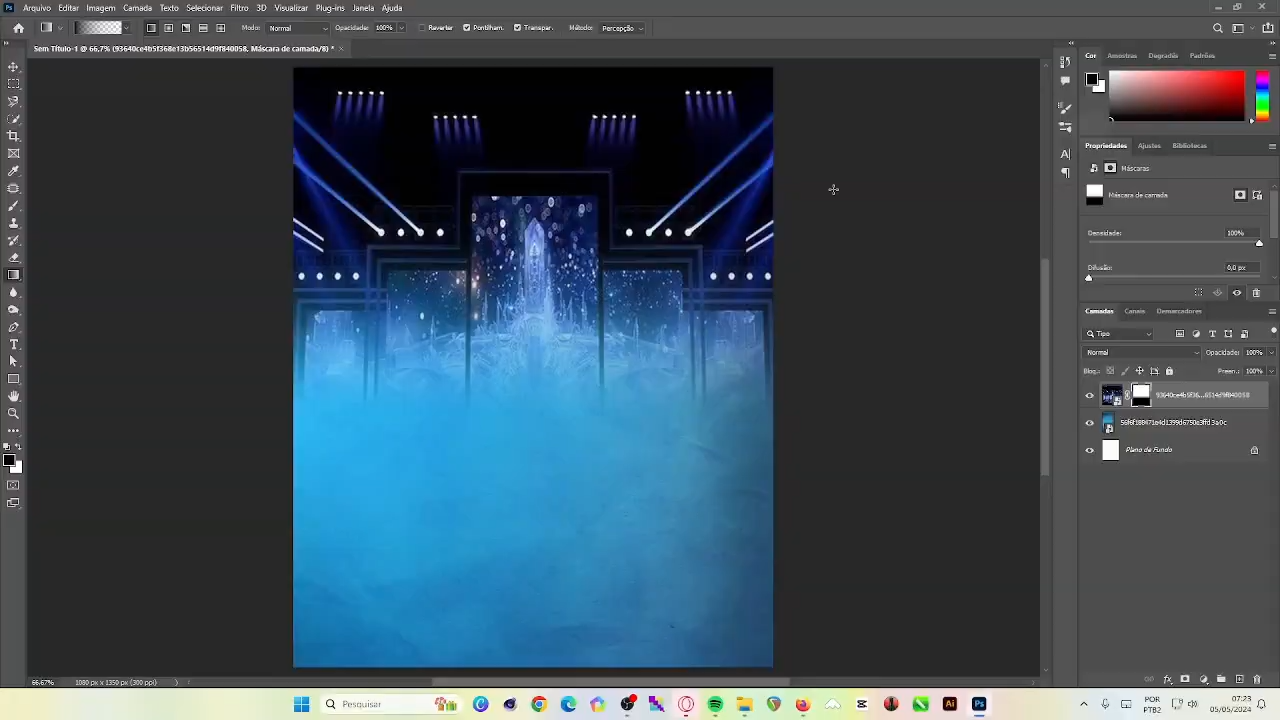 Arquivo Editar Imagem Camada Texto Selecionar Filtro 3D Visualizar Plug-ins Janela Ajuda
Modo: Normal Opacidade: 100% Reverter Pontilham. Transpar. Método: Percepção
Cor Amostras Degradês Padrões
Propriedades Ajustes Bibliotecas
Máscaras
Máscara de camada
Densidade: 100%
Difusão: 0,0 px
Camadas Canais Demarcadores
Tipo
Normal Opacidade: 100%
Bloq.: Preen.: 100%
Plano de Fundo
66,67% 1080 px x 1350 px (300 ppi)
Pesquisar
POR
PTB2
07:23
05/05/2024